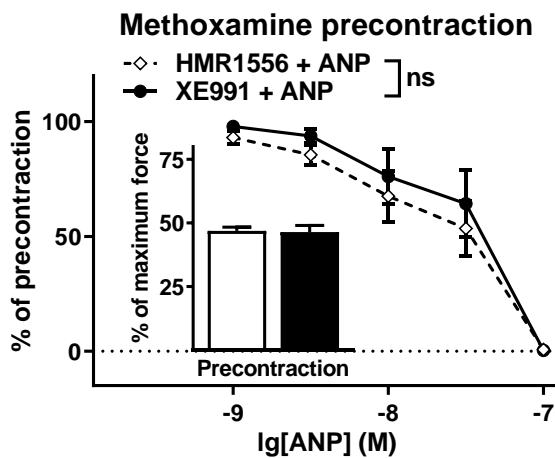 Methoxamine precontraction
HMR1556 + ANP
XE991 + ANP
ns
% of precontraction
100
50
0
% of maximum force
75
50
25
Precontraction
-9
-8
-7
lg[ANP] (M)